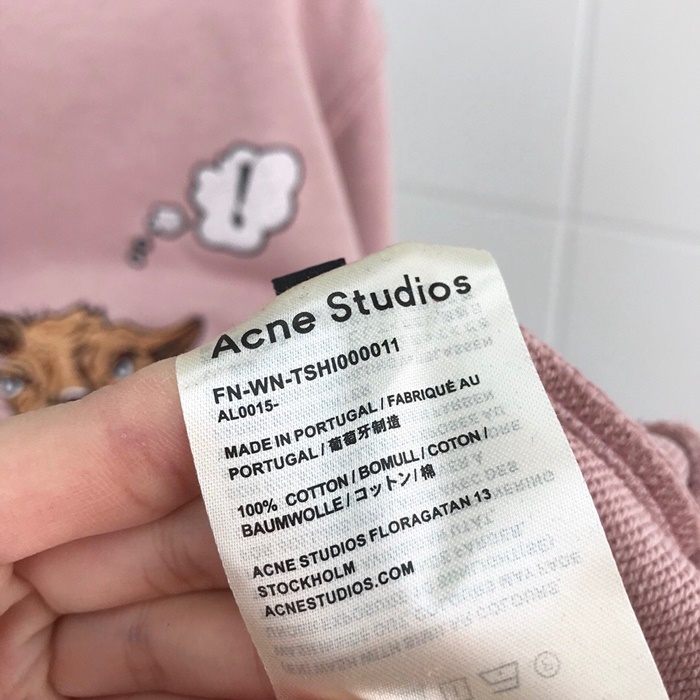 !
Acne Studios
FN-WN-TSHI000011
AL0015-
MADE IN PORTUGAL / FABRIQUÉ AU
PORTUGAL / 葡萄牙制造
100% COTTON / BOMULL / COTON /
BAUMWOLLE / コットン / 棉
ACNE STUDIOS FLORAGATAN 13
STOCKHOLM
ACNESTUDIOS.COM